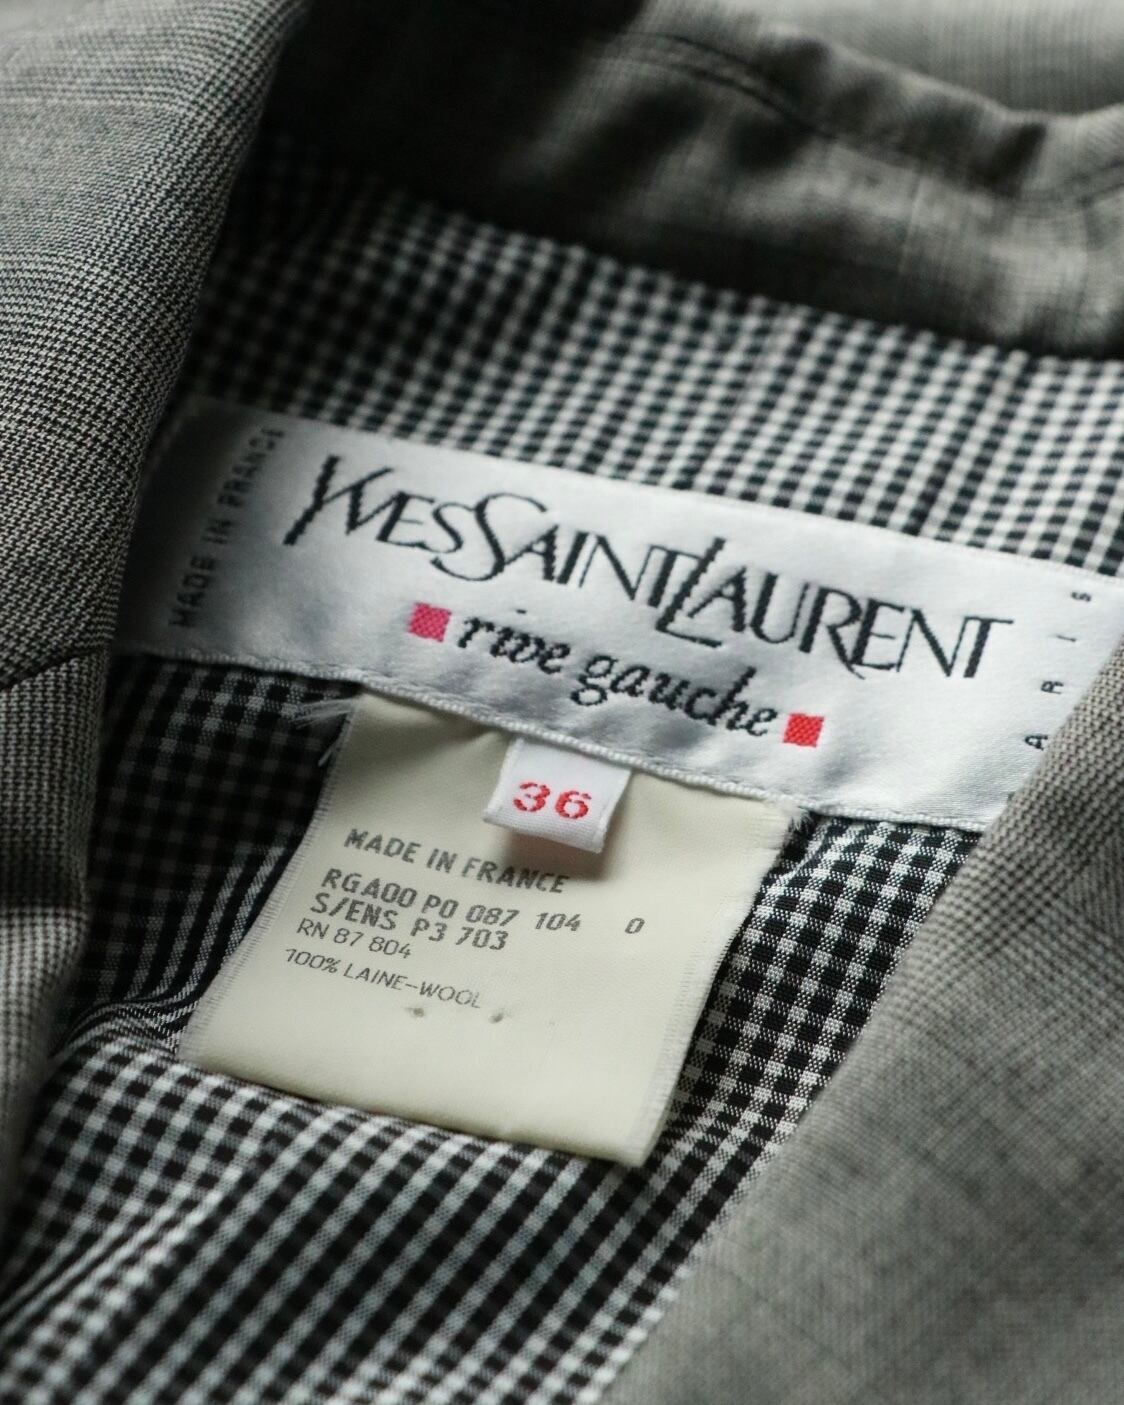 MADE IN FRANCE
YVES SAINT LAURENT
rive gauche
PARIS
36
MADE IN FRANCE
RGA00 P0 087 104 0
S/ENS P3 703
RN 87 804
100% LAINE-WOOL